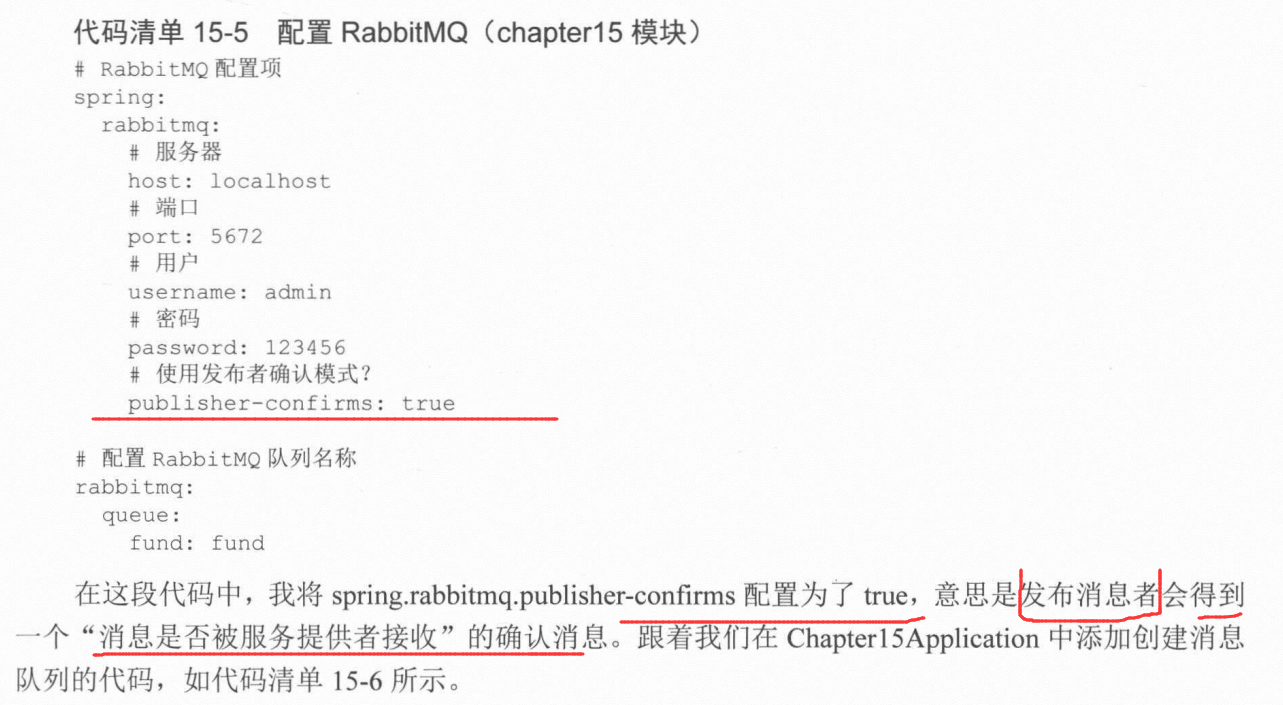 代码清单 15-5 配置 RabbitMQ（chapter15 模块）
# RabbitMQ 配置项
spring:
  rabbitmq:
    # 服务器
    host: localhost
    # 端口
    port: 5672
    # 用户
    username: admin
    # 密码
    password: 123456
    # 使用发布者确认模式？
    publisher-confirms: true
# 配置 RabbitMQ 队列名称
rabbitmq:
  queue:
    fund: fund
在这段代码中，我将 spring.rabbitmq.publisher-confirms 配置为了 true，意思是发布消息者会得到
一个“消息是否被服务提供者接收”的确认消息。跟着我们在 Chapter15Application 中添加创建消息
队列的代码，如代码清单 15-6 所示。